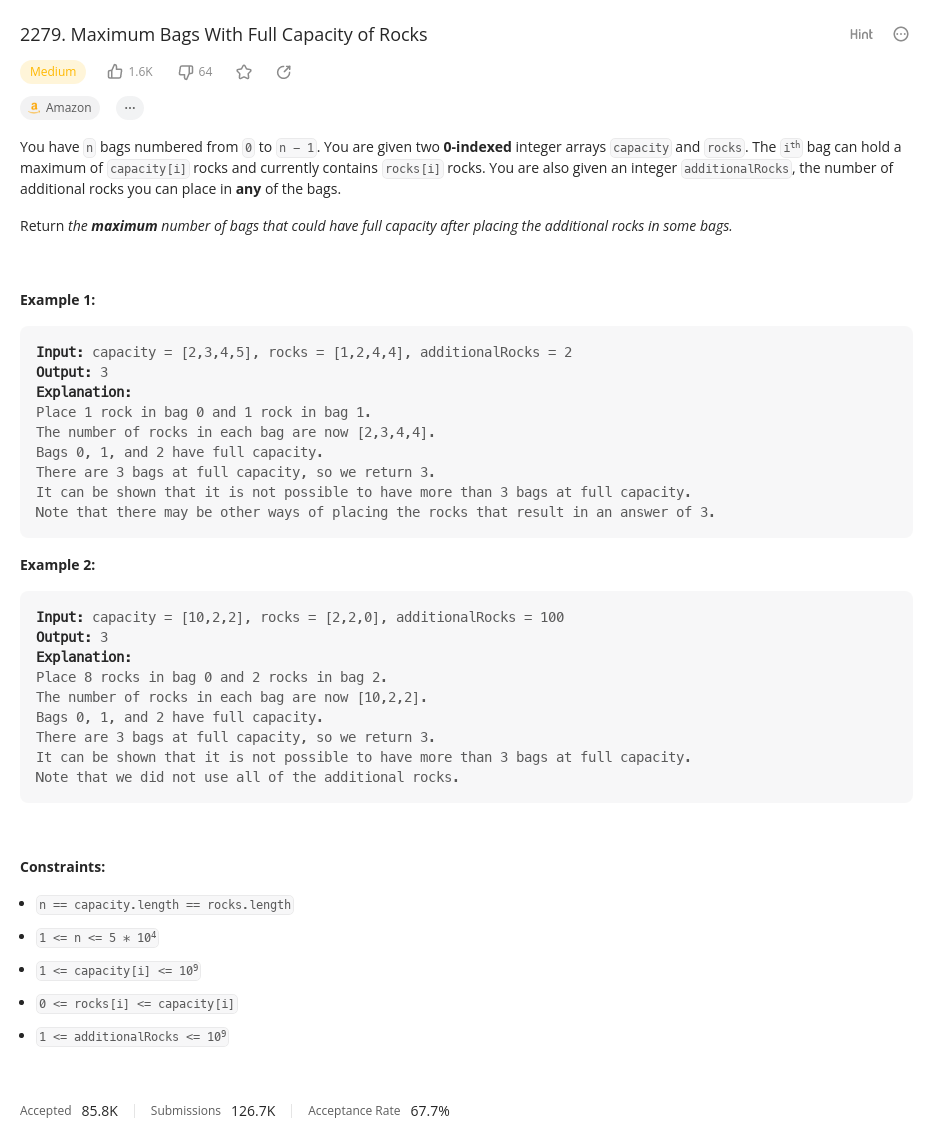 2279. Maximum Bags With Full Capacity of Rocks
Hint
Medium 1.6K 64
a Amazon ...
You have n bags numbered from 0 to n - 1. You are given two 0-indexed integer arrays capacity and rocks. The ith bag can hold a
maximum of capacity[i] rocks and currently contains rocks[i] rocks. You are also given an integer additionalRocks, the number of
additional rocks you can place in any of the bags.
Return the maximum number of bags that could have full capacity after placing the additional rocks in some bags.
Example 1:
Input: capacity = [2,3,4,5], rocks = [1,2,4,4], additionalRocks = 2
Output: 3
Explanation:
Place 1 rock in bag 0 and 1 rock in bag 1.
The number of rocks in each bag are now [2,3,4,4].
Bags 0, 1, and 2 have full capacity.
There are 3 bags at full capacity, so we return 3.
It can be shown that it is not possible to have more than 3 bags at full capacity.
Note that there may be other ways of placing the rocks that result in an answer of 3.
Example 2:
Input: capacity = [10,2,2], rocks = [2,2,0], additionalRocks = 100
Output: 3
Explanation:
Place 8 rocks in bag 0 and 2 rocks in bag 2.
The number of rocks in each bag are now [10,2,2].
Bags 0, 1, and 2 have full capacity.
There are 3 bags at full capacity, so we return 3.
It can be shown that it is not possible to have more than 3 bags at full capacity.
Note that we did not use all of the additional rocks.
Constraints:
• n == capacity.length == rocks.length
• 1 <= n <= 5 * 10⁴
• 1 <= capacity[i] <= 10⁹
• 0 <= rocks[i] <= capacity[i]
• 1 <= additionalRocks <= 10⁹
Accepted 85.8K Submissions 126.7K Acceptance Rate 67.7%